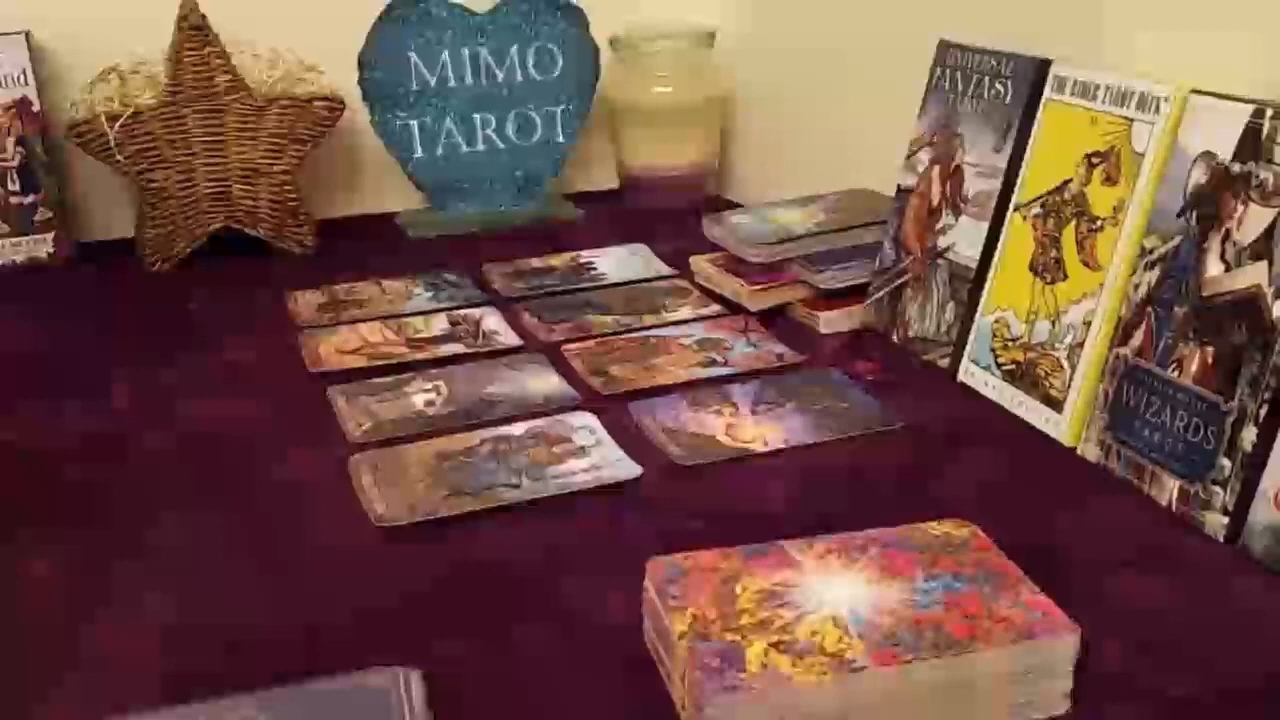 MIMO
TAROT
UNIVERSAL
FANTASY
TAROT
THE RIDER TAROT DECK
WIZARDS
TAROT